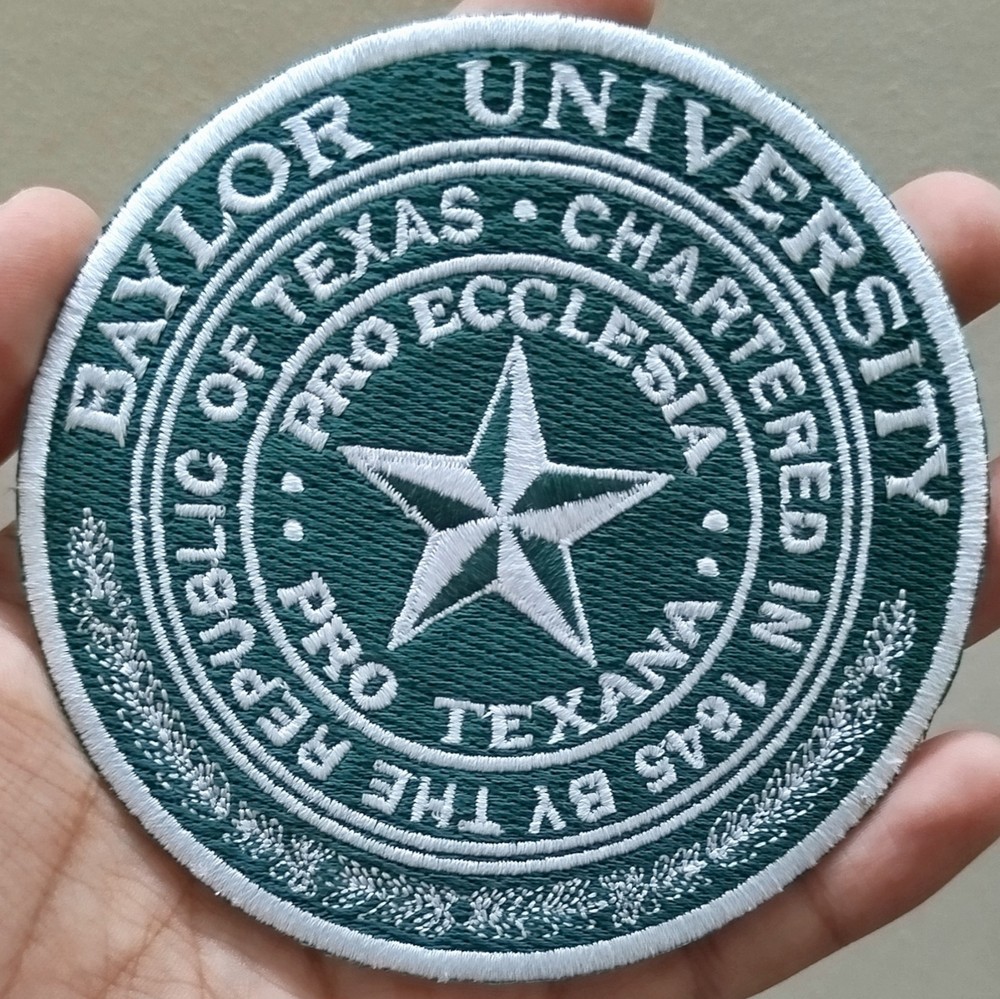 BAYLOR UNIVERSITY
CHARTERED IN 1845 BY THE REPUBLIC OF TEXAS •
PRO ECCLESIA
PRO TEXANA